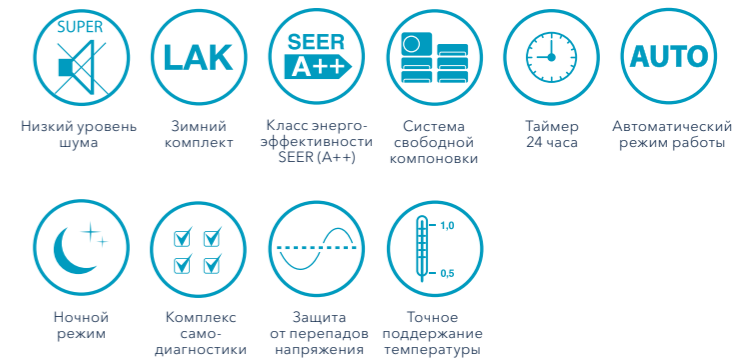 SUPER
Низкий уровень
шума
LAK
Зимний
комплект
SEER
A++
Класс энерго-
эффективности
SEER (A++)
Система
свободной
компоновки
Таймер
24 часа
AUTO
Автоматический
режим работы
Ночной
режим
Комплекс
само-
диагностики
Защита
от перепадов
напряжения
1,0
0,5
Точное
поддержание
температуры